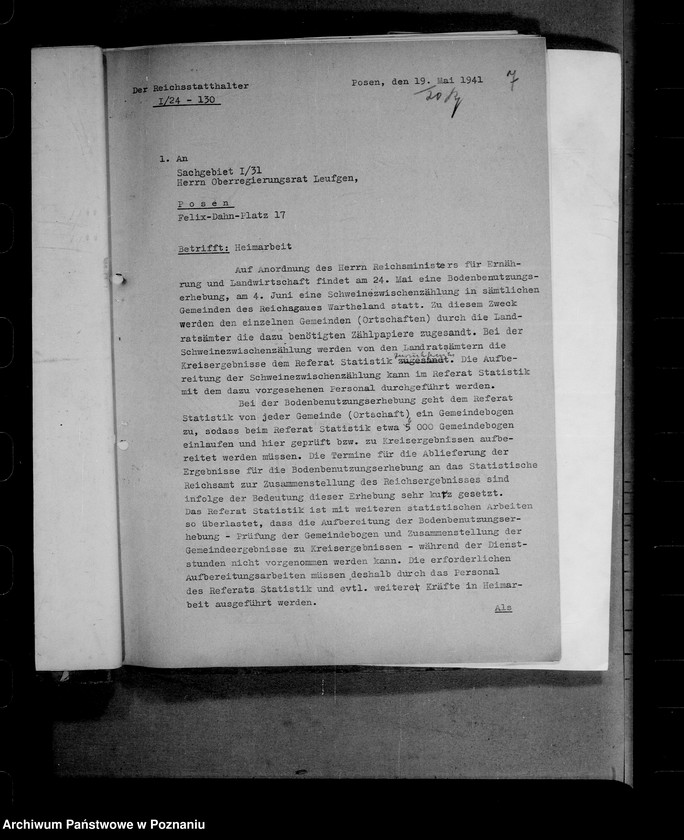 Der Reichsstatthalter
I/24 - 130
Posen, den 19. Mai 1941
7
1. An
Sachgebiet I/31
Herrn Oberregierungsrat Leufgen,
P o s e n
Felix-Dahn-Platz 17
Betrifft: Heimarbeit
Auf Anordnung des Herrn Reichsministers für Ernäh-
rung und Landwirtschaft findet am 24. Mai eine Bodenbenutzungs-
erhebung, am 4. Juni eine Schweinezwischenzählung in sämtlichen
Gemeinden des Reichsgaues Wartheland statt. Zu diesem Zweck
werden den einzelnen Gemeinden (Ortschaften) durch die Land-
ratsämter die dazu benötigten Zählpapiere zugesandt. Bei der
Schweinezwischenzählung werden von den Landratsämtern die
Kreisergebnisse dem Referat Statistik zugesandt. Die Aufbe-
reitung der Schweinezwischenzählung kann im Referat Statistik
mit dem dazu vorgesehenen Personal durchgeführt werden.
Bei der Bodenbenutzungserhebung geht dem Referat
Statistik von jeder Gemeinde (Ortschaft) ein Gemeindebogen
zu, sodass beim Referat Statistik etwa 5 000 Gemeindebogen
einlaufen und hier geprüft bzw. zu Kreisergebnissen aufbe-
reitet werden müssen. Die Termine für die Ablieferung der
Ergebnisse für die Bodenbenutzungserhebung an das Statistische
Reichsamt zur Zusammenstellung des Reichsergebnisses sind
infolge der Bedeutung dieser Erhebung sehr kurz gesetzt.
Das Referat Statistik ist mit weiteren statistischen Arbeiten
so überlastet, dass die Aufbereitung der Bodenbenutzungser-
hebung - Prüfung der Gemeindebogen und Zusammenstellung der
Gemeindeergebnisse zu Kreisergebnissen - während der Dienst-
stunden nicht vorgenommen werden kann. Die erforderlichen
Aufbereitungsarbeiten müssen deshalb durch das Personal
des Referats Statistik und evtl. weiterer Kräfte in Heimar-
beit ausgeführt werden.
Als
Archiwum Państwowe w Poznaniu